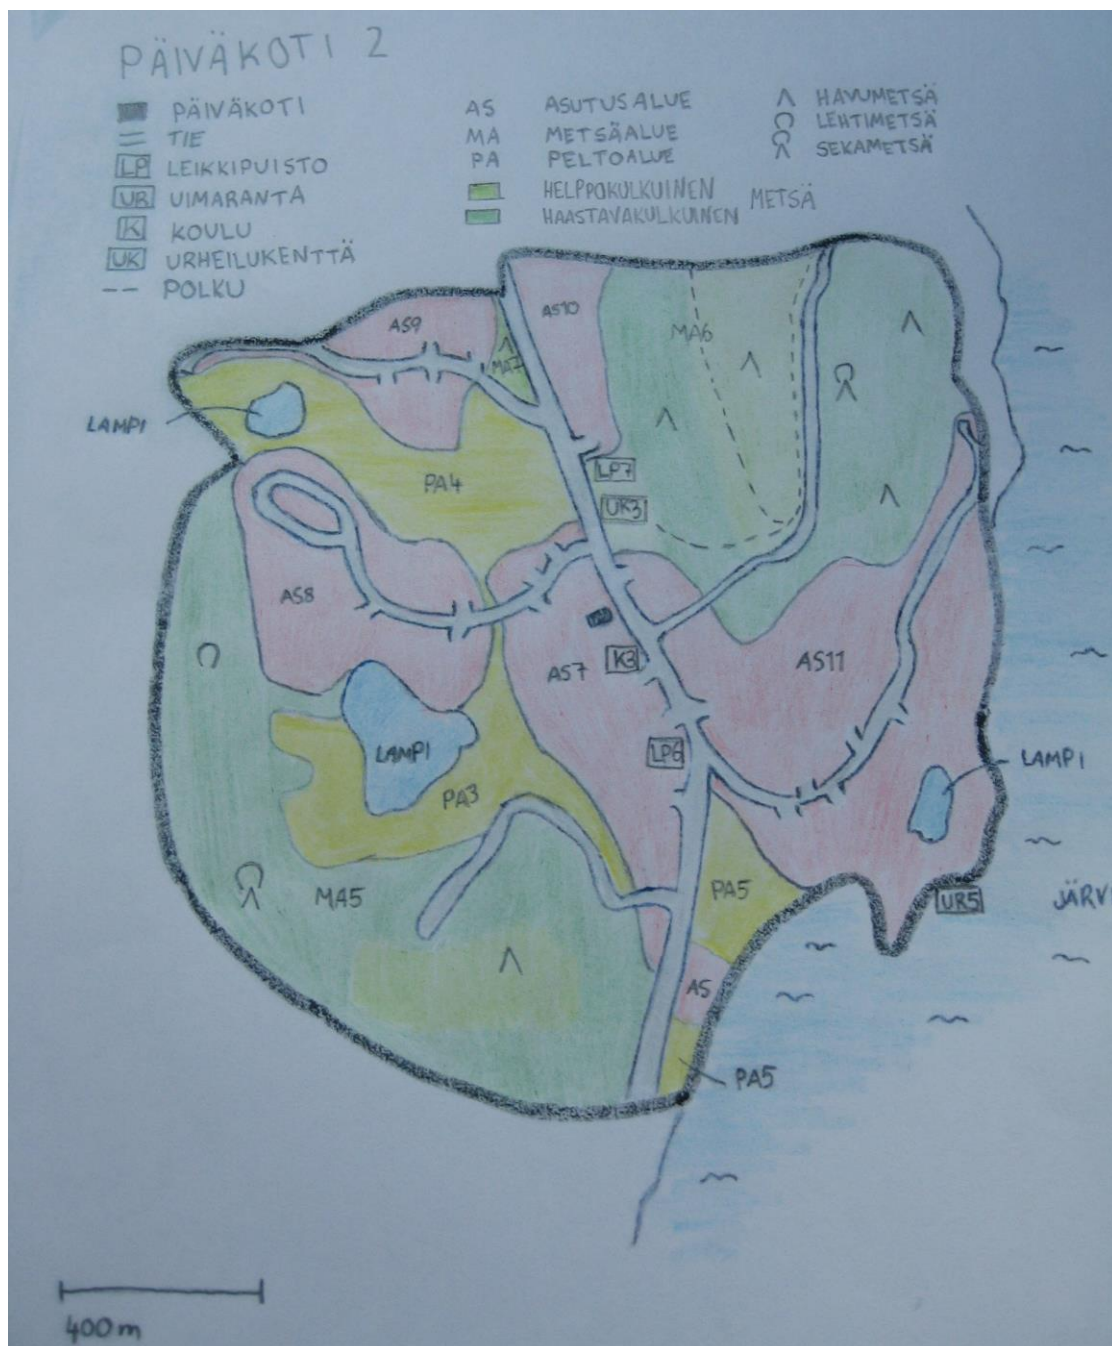 PÄIVÄKOTI 2
PÄIVÄKOTI
TIE
LP LEIKKIPUISTO
UR UIMARANTA
K KOULU
UK URHEILUKENTTÄ
POLKU
AS ASUTUSALUE
MA METSÄALUE
PA PELTOALUE
HELPPOKULKUINEN
HAASTAVAKULKUINEN
METSÄ
HAVUMETSÄ
LEHTIMETSÄ
SEKAMETSÄ
AS9
AS10
MA7
MA6
LAMPI
PA4
LP7
UK3
AS8
AS7
K3
AS11
LP6
LAMPI
PA3
LAMPI
MA5
PA5
UR5
JÄRV
AS
PA5
400 m